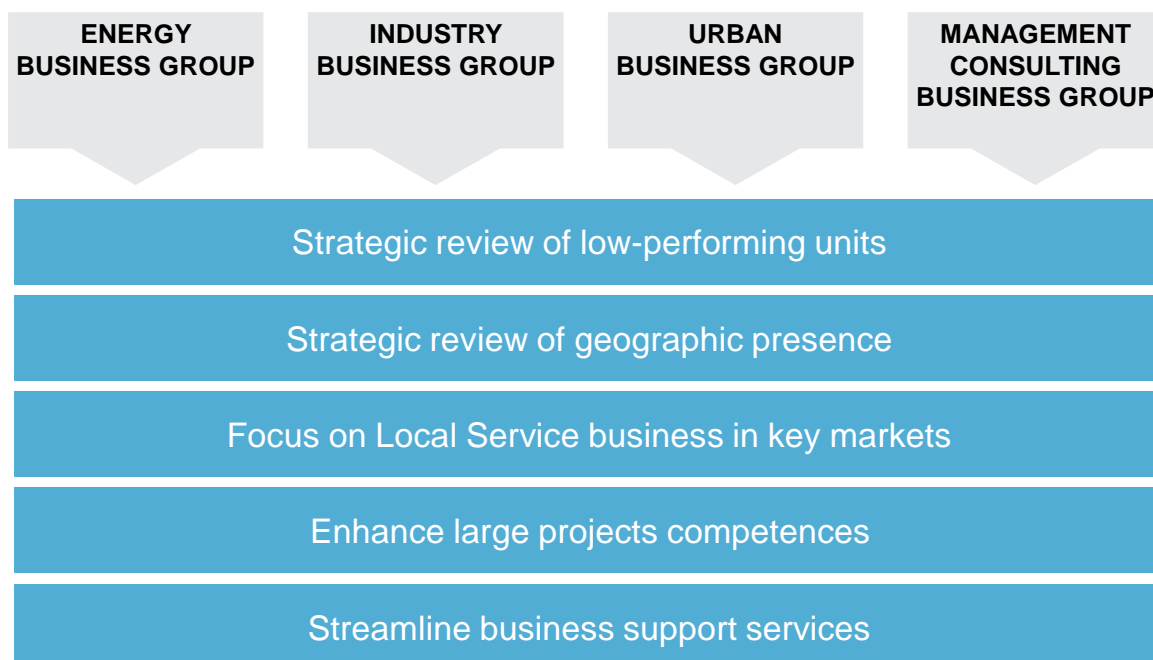 ENERGY
BUSINESS GROUP
INDUSTRY
BUSINESS GROUP
URBAN
BUSINESS GROUP
MANAGEMENT
CONSULTING
BUSINESS GROUP
Strategic review of low-performing units
Strategic review of geographic presence
Focus on Local Service business in key markets
Enhance large projects competences
Streamline business support services